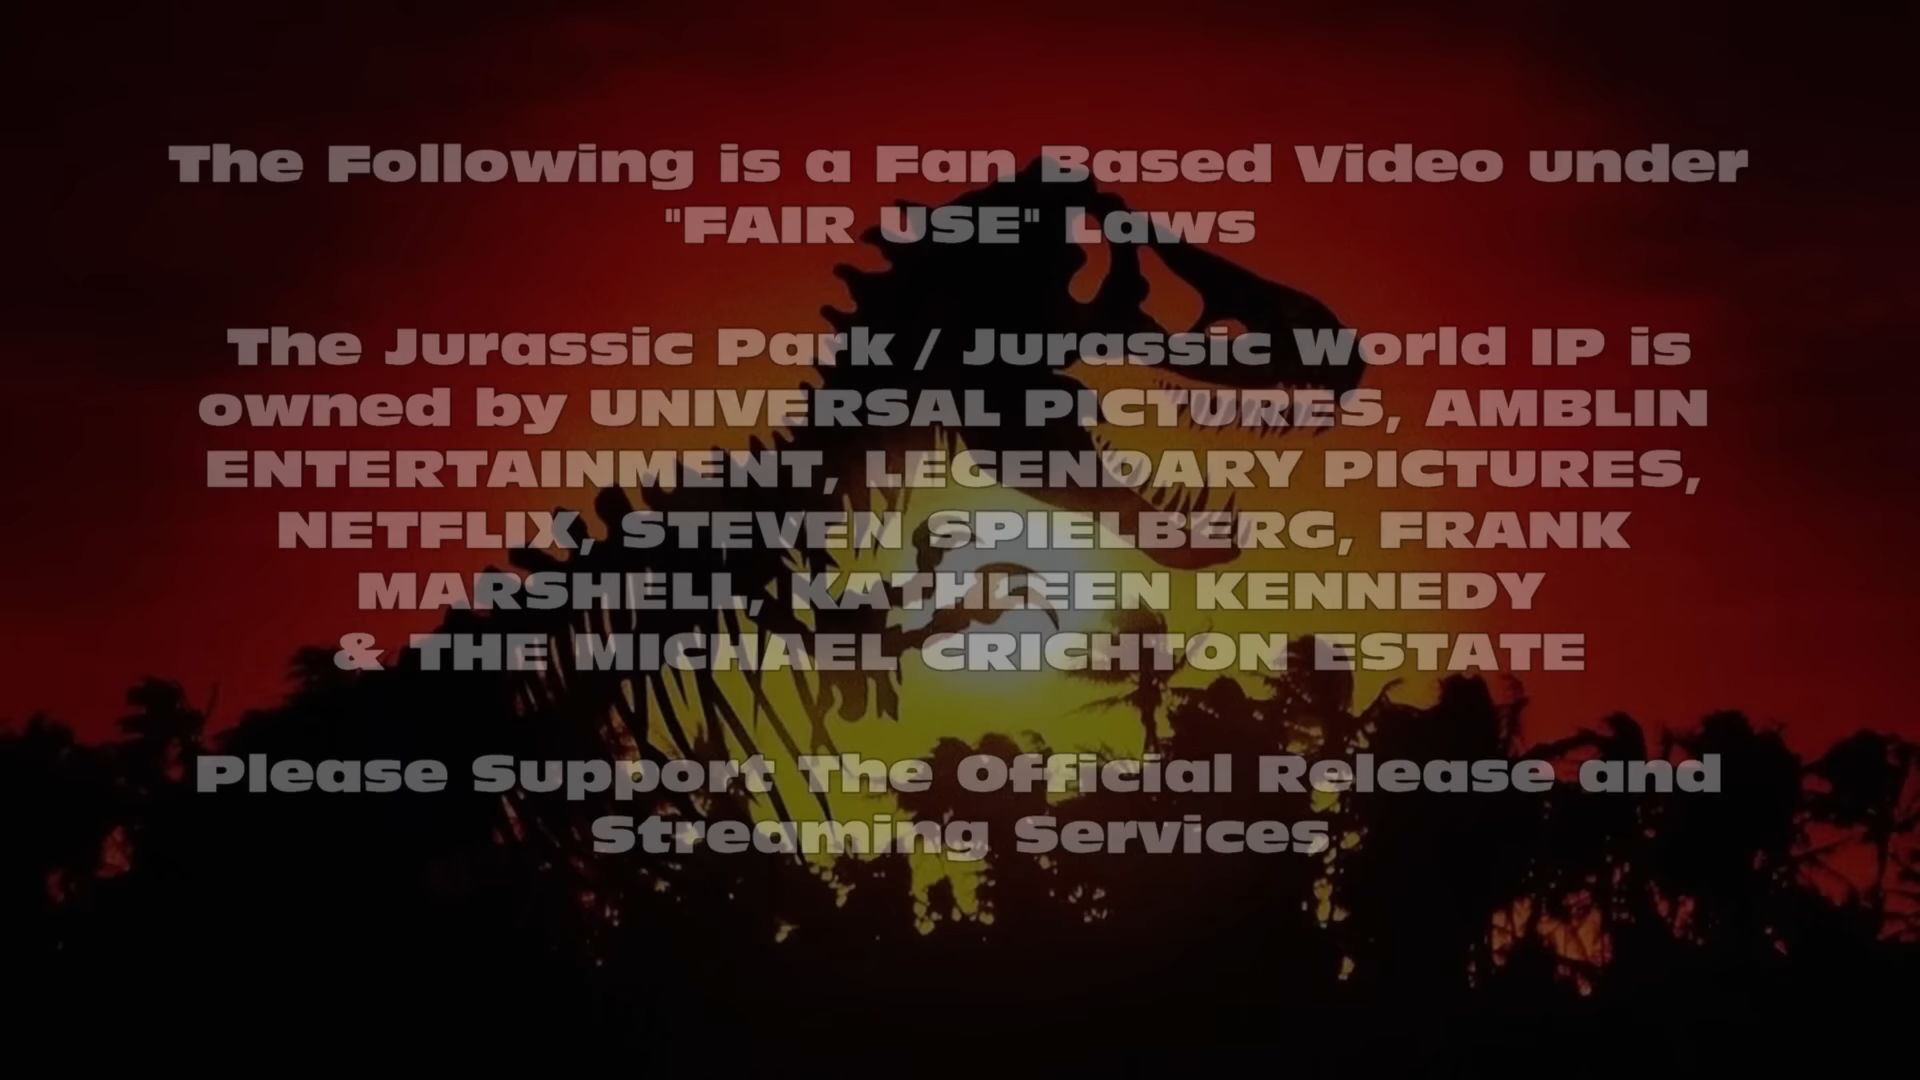 The Following is a Fan Based Video under
"FAIR USE" Laws
The Jurassic Park / Jurassic World IP is
owned by UNIVERSAL PICTURES, AMBLIN
ENTERTAINMENT, LEGENDARY PICTURES,
NETFLIX, STEVEN SPIELBERG, FRANK
MARSHELL, KATHLEEN KENNEDY
& THE MICHAEL CRICHTON ESTATE
Please Support The Official Release and
Streaming Services